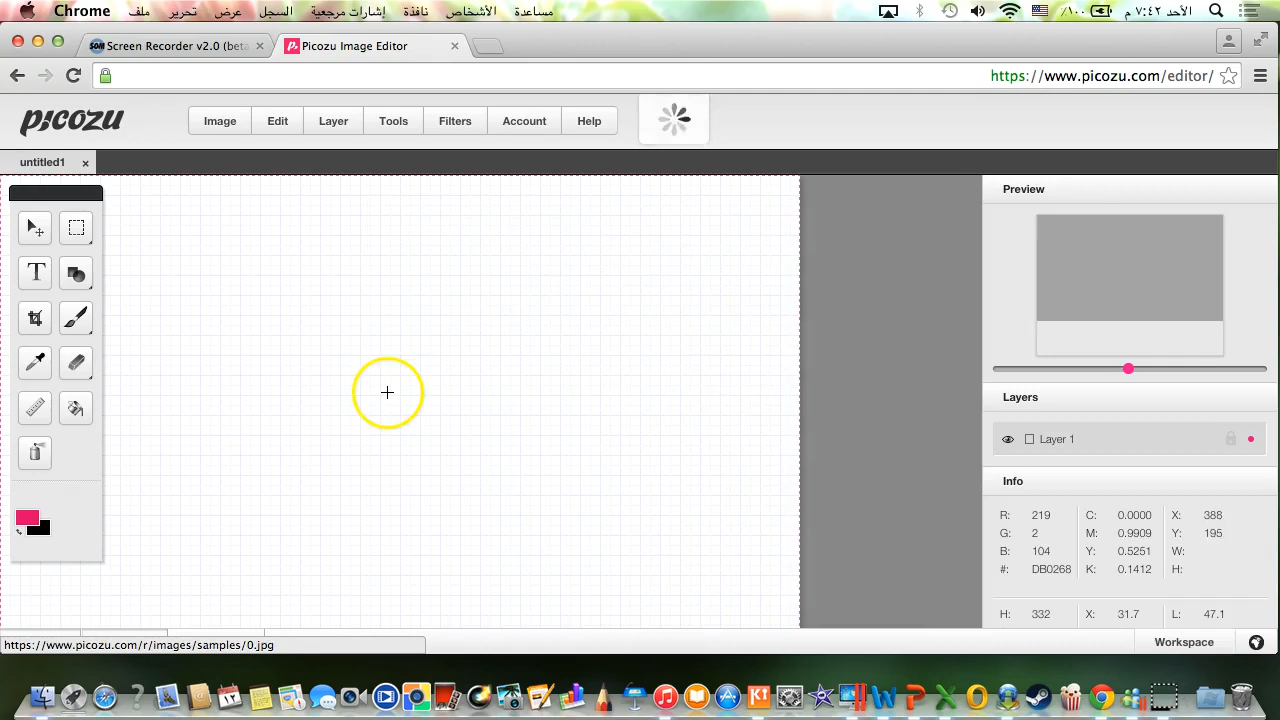 Chrome ملف تحرير عرض السجل إشارات مرجعية الأشخاص نافذة مساعدة ١٠٠٪ الأحد ٧:٤٢ م
Screen Recorder v2.0 (beta Picozu Image Editor
https://www.picozu.com/editor/
picozu
Image Edit Layer Tools Filters Account Help
untitled1
Preview
T
Layers
Layer 1
Info
R: 219 C: 0.0000 X: 388
G: 2 M: 0.9909 Y: 195
B: 104 Y: 0.5251 W:
#: DB0268 K: 0.1412 H:
H: 332 X: 31.7 L: 47.1
https://www.picozu.com/r/images/samples/0.jpg
Workspace